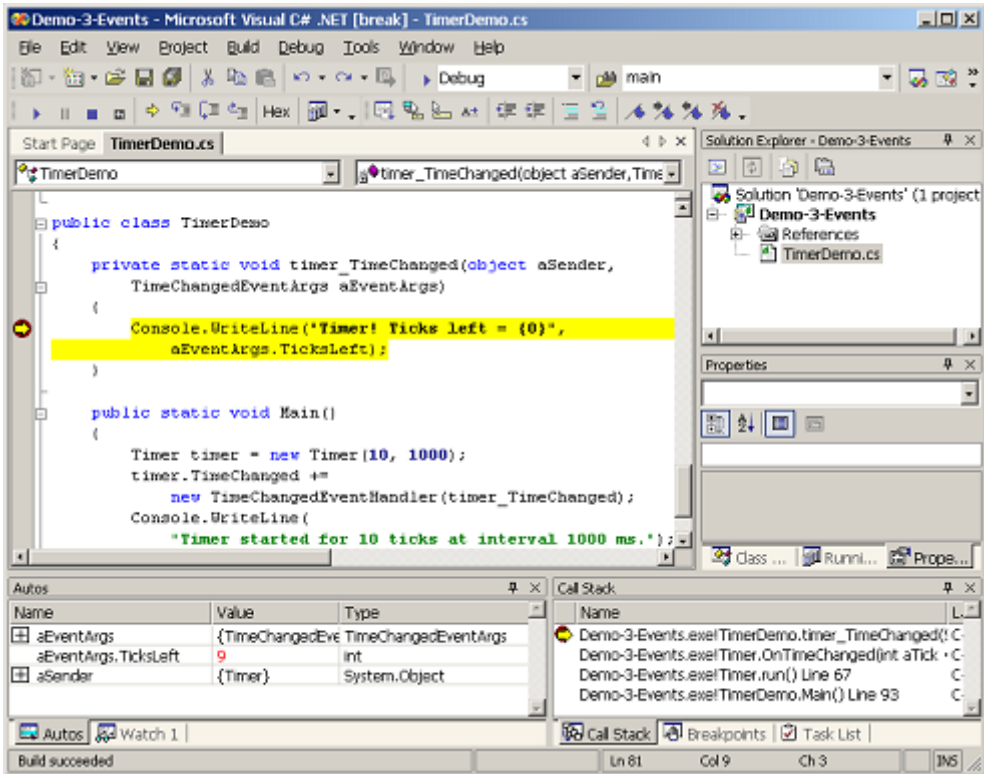 Demo-3-Events - Microsoft Visual C# .NET [break] - TimerDemo.cs
File Edit View Project Build Debug Tools Window Help
Debug main
Hex
Start Page TimerDemo.cs
TimerDemo timer_TimeChanged(object aSender,Time
public class TimerDemo
{
private static void timer_TimeChanged(object aSender,
TimeChangedEventArgs aEventArgs)
{
Console.WriteLine("Timer! Ticks left = {0}",
aEventArgs.TicksLeft);
}
public static void Main()
{
Timer timer = new Timer(10, 1000);
timer.TimeChanged +=
new TimeChangedEventHandler(timer_TimeChanged);
Console.WriteLine(
"Timer started for 10 ticks at interval 1000 ms.");
Solution Explorer - Demo-3-Events
Solution 'Demo-3-Events' (1 project
Demo-3-Events
References
TimerDemo.cs
Properties
Class ... Runni... Prope...
Autos
Name Value Type
aEventArgs {TimeChangedEve TimeChangedEventArgs
aEventArgs.TicksLeft 9 int
aSender {Timer} System.Object
Autos Watch 1
Call Stack
Name L
Demo-3-Events.exe!TimerDemo.timer_TimeChanged( C
Demo-3-Events.exe!Timer.OnTimeChanged(int aTick C
Demo-3-Events.exe!Timer.run() Line 67 C
Demo-3-Events.exe!TimerDemo.Main() Line 93 C
Call Stack Breakpoints Task List
Build succeeded Ln 81 Col 9 Ch 3 INS